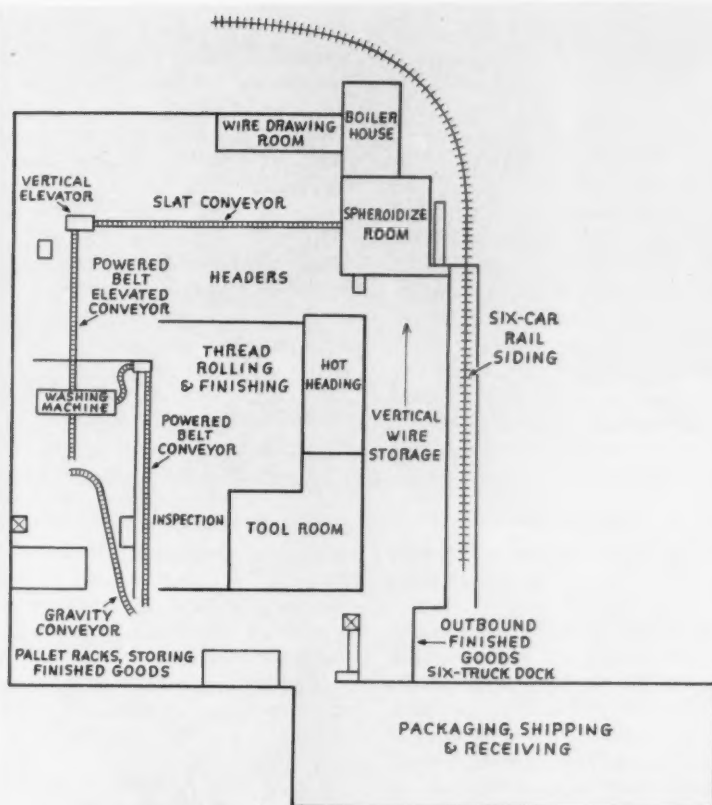 WIRE DRAWING
ROOM
BOILER
HOUSE
VERTICAL
ELEVATOR
SLAT CONVEYOR
SPHEROIDIZE
ROOM
POWERED
BELT
ELEVATED
CONVEYOR
HEADERS
SIX-CAR
RAIL
SIDING
THREAD
ROLLING
& FINISHING
HOT
HEADING
WASHING
MACHINE
POWERED
BELT
CONVEYOR
VERTICAL
WIRE
STORAGE
INSPECTION
TOOL ROOM
GRAVITY
CONVEYOR
OUTBOUND
FINISHED
GOODS
SIX-TRUCK DOCK
PALLET RACKS, STORING
FINISHED GOODS
PACKAGING, SHIPPING
& RECEIVING